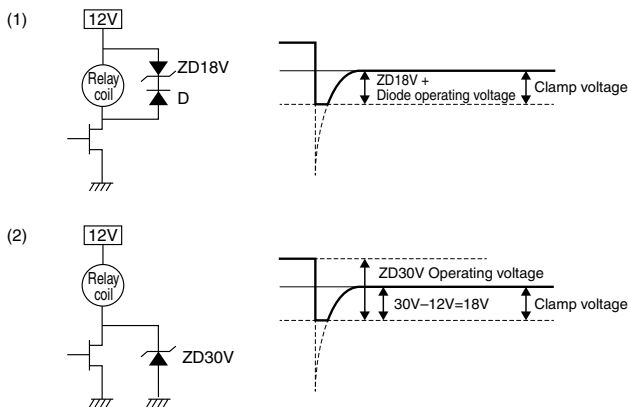 (1)
12V
Relay
coil
ZD18V
D
ZD18V +
Diode operating voltage
Clamp voltage
(2)
12V
Relay
coil
ZD30V
ZD30V Operating voltage
30V−12V=18V
Clamp voltage